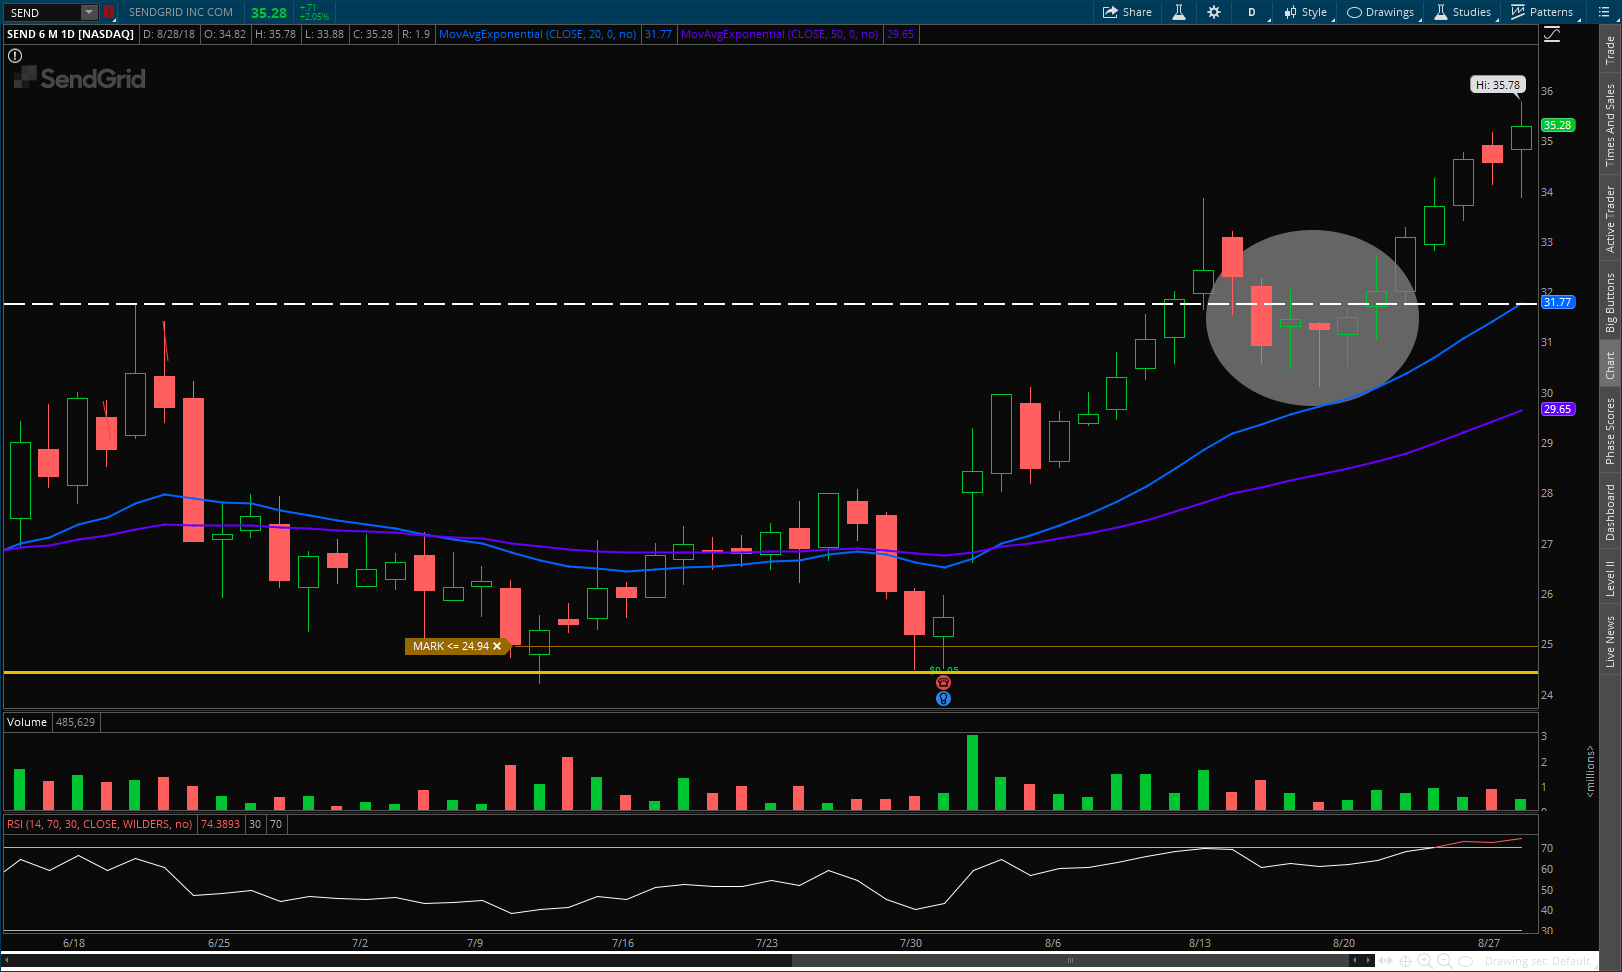 SEND SENDGRID INC COM 35.28 +.71 +2.05% Share D Style Drawings Studies Patterns
SEND 6 M 1D [NASDAQ] D: 8/28/18 O: 34.82 H: 35.78 L: 33.88 C: 35.28 R: 1.9 MovAvgExponential (CLOSE, 20, 0, no) 31.77 MovAvgExponential (CLOSE, 50, 0, no) 29.65
SendGrid
Hi: 35.78
36
35.28
35
34
33
32
31.77
31
30
29.65
29
28
27
26
25
24
MARK <= 24.94 ×
$0.05
Volume 485,629
3
2
1
<millions>
RSI (14, 70, 30, CLOSE, WILDERS, no) 74.3893 30 70
70
60
50
40
30
6/18 6/25 7/2 7/9 7/16 7/23 7/30 8/6 8/13 8/20 8/27
Drawing set: Default
Trade
Times And Sales
Active Trader
Big Buttons
Chart
Phase Scores
Dashboard
Level II
Live News